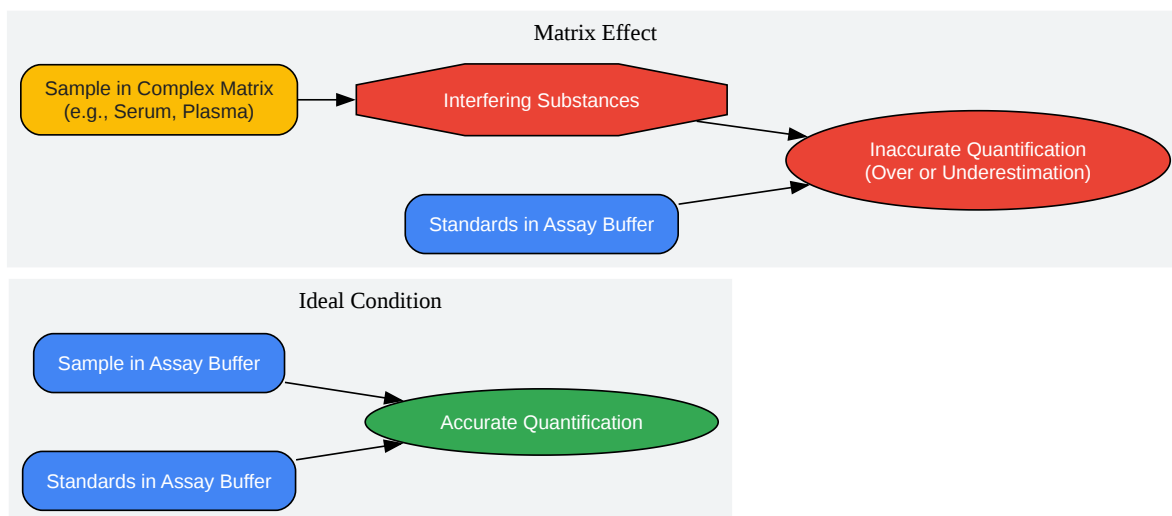 Matrix Effect
Sample in Complex Matrix
(e.g., Serum, Plasma)
Interfering Substances
Inaccurate Quantification
(Over or Underestimation)
Standards in Assay Buffer
Ideal Condition
Sample in Assay Buffer
Accurate Quantification
Standards in Assay Buffer